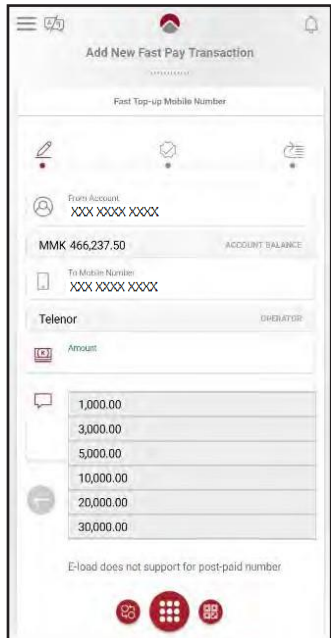 Add New Fast Pay Transaction
Fast Top-up Mobile Number
From Account
XXX XXXX XXXX
MMK 466,237.50 ACCOUNT BALANCE
To Mobile Number
XXX XXXX XXXX
Telenor OPERATOR
Amount
1,000.00
3,000.00
5,000.00
10,000.00
20,000.00
30,000.00
E-load does not support for post-paid number